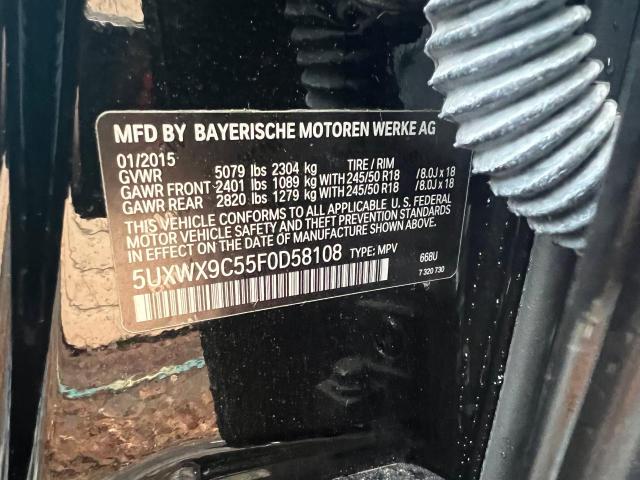 MFD BY BAYERISCHE MOTOREN WERKE AG
01/2015
GVWR 5079 lbs 2304 kg TIRE / RIM
GAWR FRONT 2401 lbs 1089 kg WITH 245/50 R18 / 8.0J x 18
GAWR REAR 2820 lbs 1279 kg WITH 245/50 R18 / 8.0J x 18
THIS VEHICLE CONFORMS TO ALL APPLICABLE U. S. FEDERAL
MOTOR VEHICLE SAFETY AND THEFT PREVENTION STANDARDS
IN EFFECT ON THE DATE OF MANUFACTURE SHOWN ABOVE.
5UXWX9C55F0D58108 TYPE: MPV 668U
7 320 730